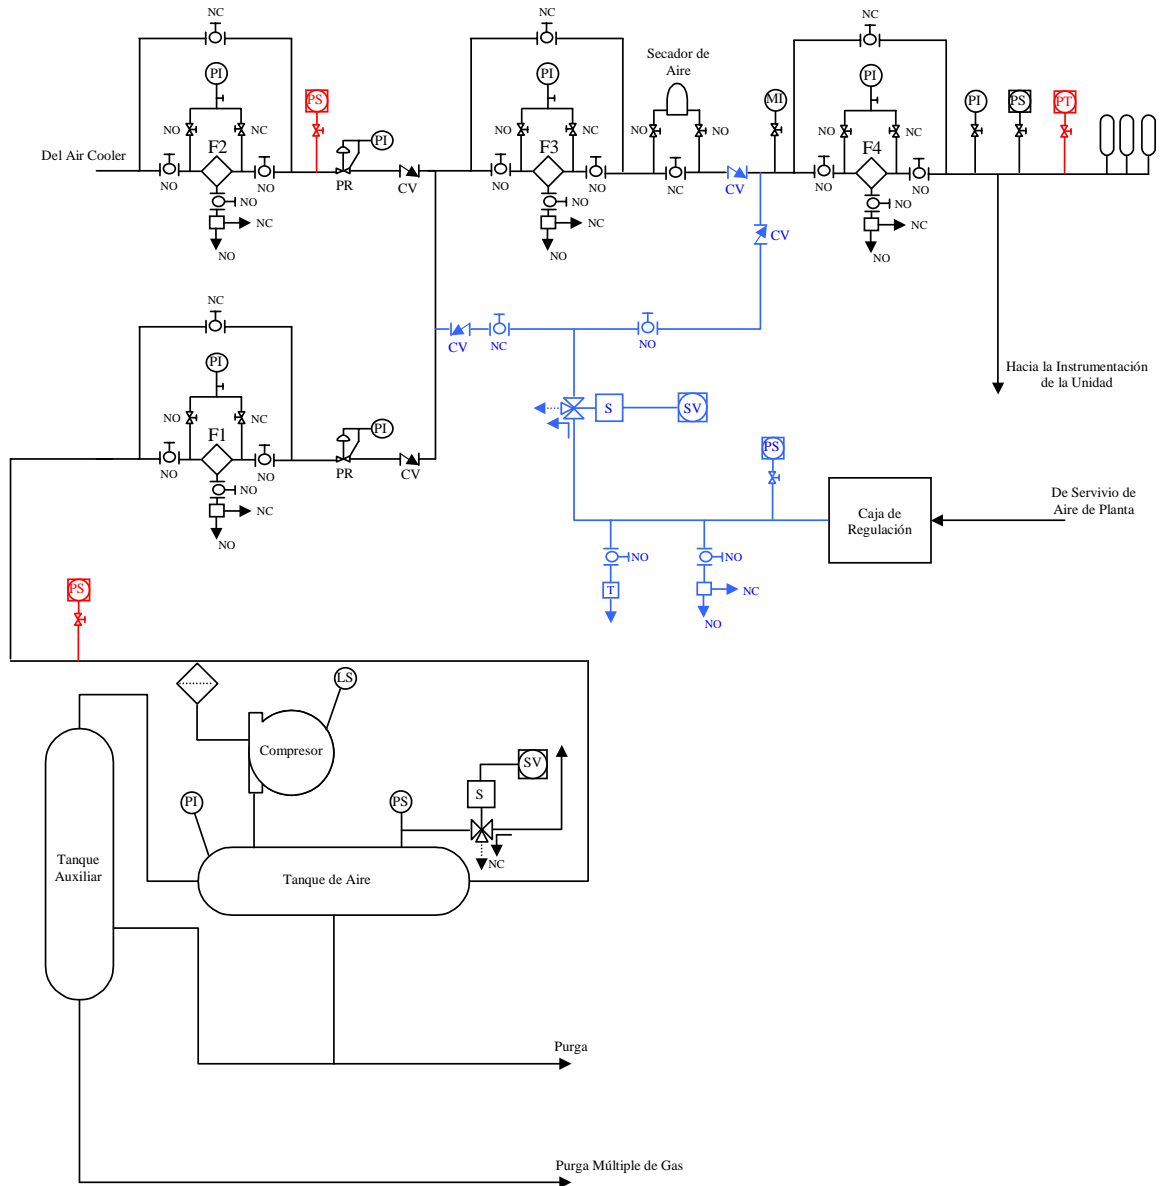 NC
NC
NC
PI
PI
Secador de
Aire
PI
PS
MI
PI
PS
PT
NO
NC
PI
NO
NC
NO
NO
NO
NC
Del Air Cooler
F2
F3
F4
NO
NO
PR
CV
NO
NO
NC
CV
NO
NO
NO
NO
NO
NC
NC
NC
NO
NO
NO
CV
NC
CV
NC
NO
PI
Hacia la Instrumentación
de la Unidad
NO
NC
S
SV
F1
PI
PS
NO
NO
PR
CV
NO
De Servivio de
Aire de Planta
Caja de
Regulación
NC
NO
NO
NO
PS
T
NC
NO
LS
Compresor
SV
PI
PS
S
NC
Tanque
Auxiliar
Tanque de Aire
Purga
Purga Múltiple de Gas